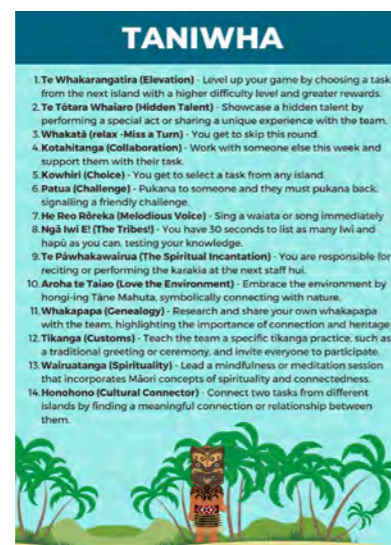 TANIWHA
1. Te Whakarangatira (Elevation) - Level up your game by choosing a task
from the next island with a higher difficulty level and greater rewards.
2. Te Tōtara Whaiaro (Hidden Talent) - Showcase a hidden talent by
performing a special act or sharing a unique experience with the team.
3. Whakatā (relax -Miss a Turn) - You get to skip this round.
4. Kotahitanga (Collaboration) - Work with someone else this week and
support them with their task.
5. Kowhiri (Choice) - You get to select a task from any island.
6. Patua (Challenge) - Pukana to someone and they must pukana back,
signalling a friendly challenge.
7. He Reo Rōreka (Melodious Voice) - Sing a waiata or song immediately
8. Ngā Iwi E! (The Tribes!) - You have 30 seconds to list as many Iwi and
hapū as you can, testing your knowledge.
9. Te Pāwhakawairua (The Spiritual Incantation) - You are responsible for
reciting or performing the karakia at the next staff hui.
10. Aroha te Taiao (Love the Environment) - Embrace the environment by
hongi-ing Tāne Mahuta, symbolically connecting with nature.
11. Whakapapa (Genealogy) - Research and share your own whakapapa
with the team, highlighting the importance of connection and heritage
12. Tikanga (Customs) - Teach the team a specific tikanga practice, such as
a traditional greeting or ceremony, and invite everyone to participate.
13. Wairuatanga (Spirituality) - Lead a mindfulness or meditation session
that incorporates Māori concepts of spirituality and connectedness.
14. Honohono (Cultural Connector) - Connect two tasks from different
islands by finding a meaningful connection or relationship between
them.